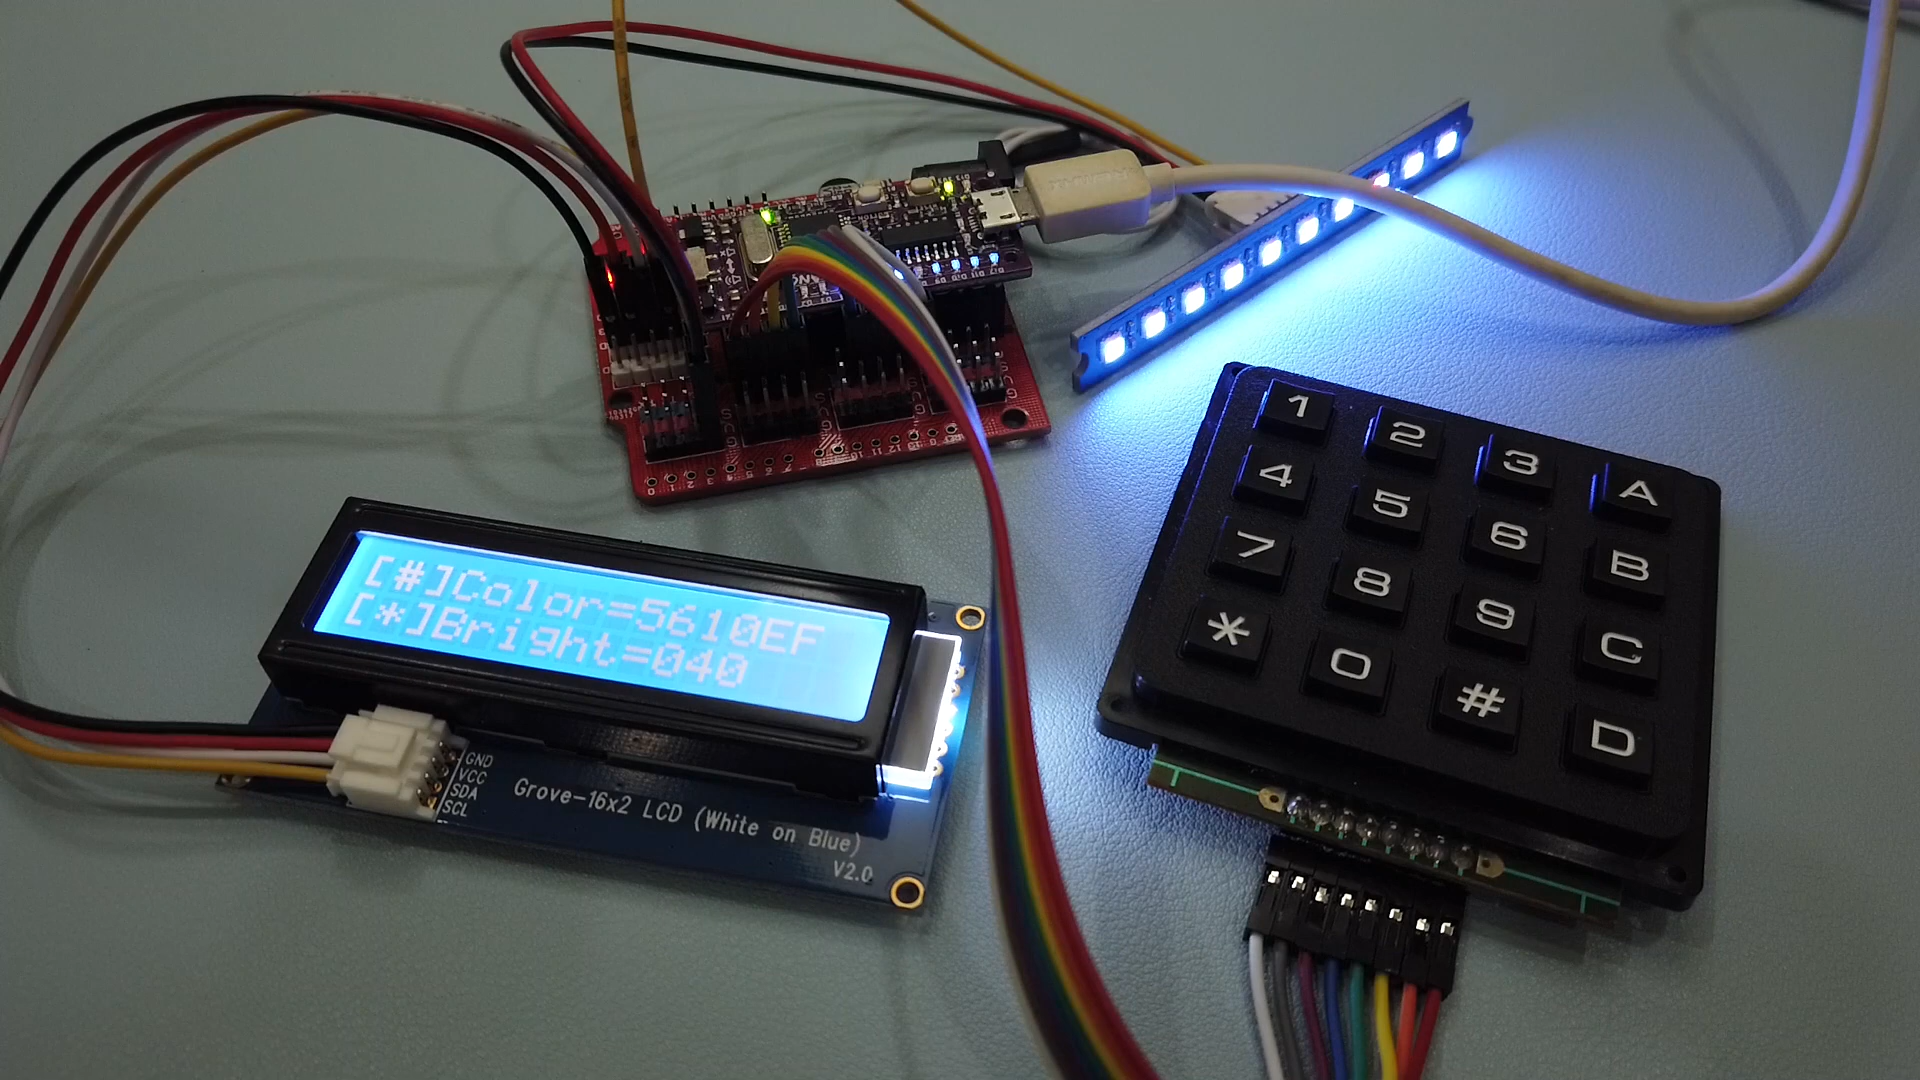 [#]Color=5610EF
[*]Bright=040
GND
VCC
SDA
SCL
Grove-16x2 LCD (White on Blue)
V2.0
1 2 3 A
4 5 6 B
7 8 9 C
* 0 # D